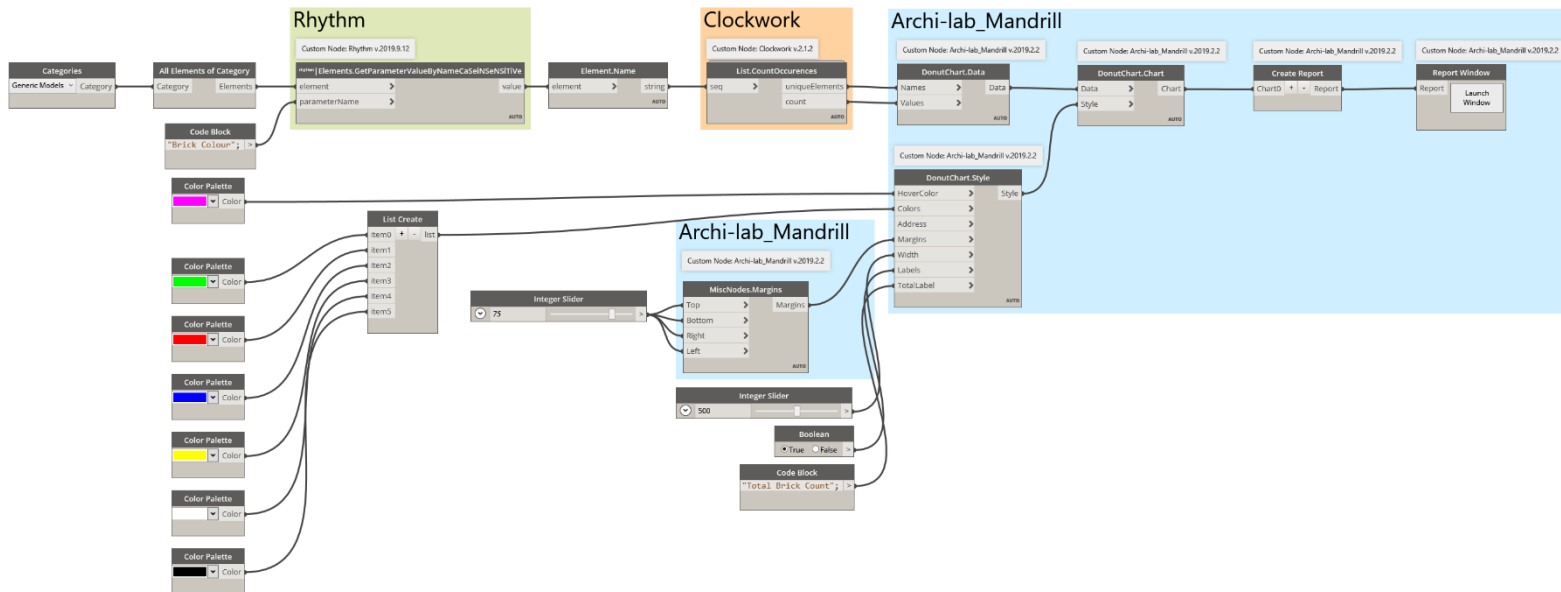 Rhythm
Custom Node: Rhythm v.2019.9.12
Clockwork
Custom Node: Clockwork v.2.1.2
Archi-lab_Mandrill
Custom Node: Archi-lab_Mandrill v.2019.2.2
Custom Node: Archi-lab_Mandrill v.2019.2.2
Custom Node: Archi-lab_Mandrill v.2019.2.2
Custom Node: Archi-lab_Mandrill v.2019.2.2
Categories
Generic Models
Category >
All Elements of Category
Category
Elements >
Rhythm|Elements.GetParameterValueByNameCaSeiNSeNSiTiVe
element >
value
parameterName >
AUTO
Code Block
"Brick Colour"; >
Element.Name
element >
string
AUTO
List.CountOccurences
seq >
uniqueElements
count
AUTO
DonutChart.Data
Names >
Data
Values >
AUTO
DonutChart.Chart
Data >
Chart
Style >
AUTO
Create Report
Chart0 + - Report
Report Window
Report
Launch
Window
Custom Node: Archi-lab_Mandrill v.2019.2.2
DonutChart.Style
HoverColor >
Style
Colors >
Address >
Margins >
Width >
Labels >
TotalLabel >
AUTO
Color Palette
Color
List Create
item0 + - list
item1
item2
item3
item4
item5
Color Palette
Color
Color Palette
Color
Color Palette
Color
Color Palette
Color
Color Palette
Color
Color Palette
Color
Integer Slider
75 >
Archi-lab_Mandrill
Custom Node: Archi-lab_Mandrill v.2019.2.2
MiscNodes.Margins
Top >
Margins
Bottom >
Right >
Left >
AUTO
Integer Slider
500 >
Boolean
True False >
Code Block
"Total Brick Count"; >